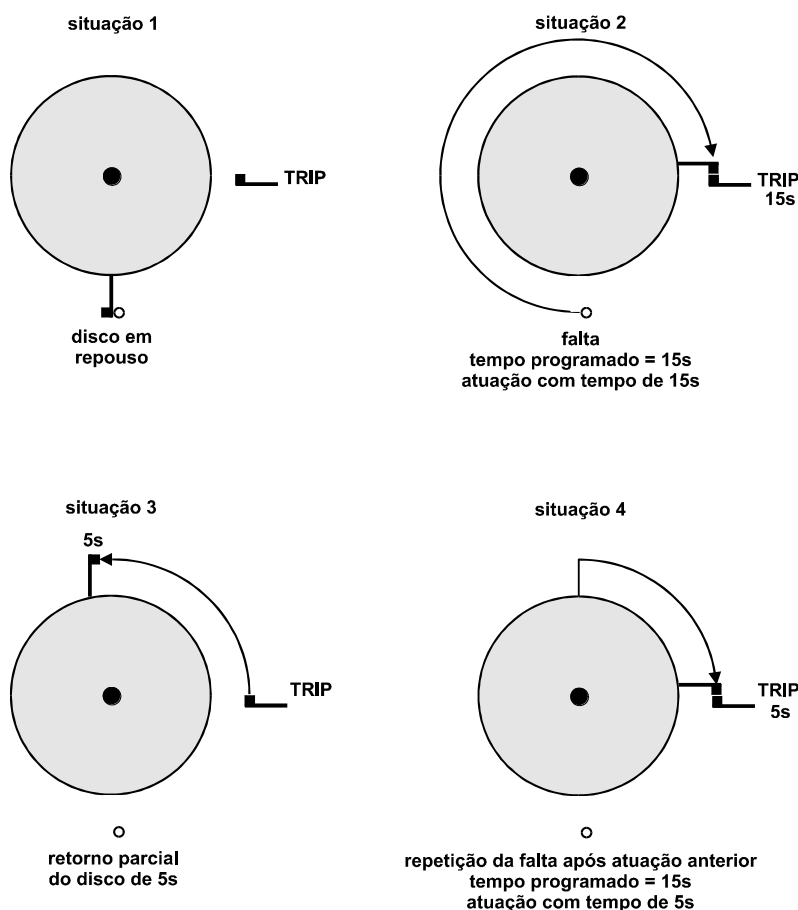 situação 1
TRIP
disco em
repouso
situação 2
TRIP
15s
falta
tempo programado = 15s
atuação com tempo de 15s
situação 3
5s
TRIP
retorno parcial
do disco de 5s
situação 4
TRIP
5s
repetição da falta após atuação anterior
tempo programado = 15s
atuação com tempo de 5s